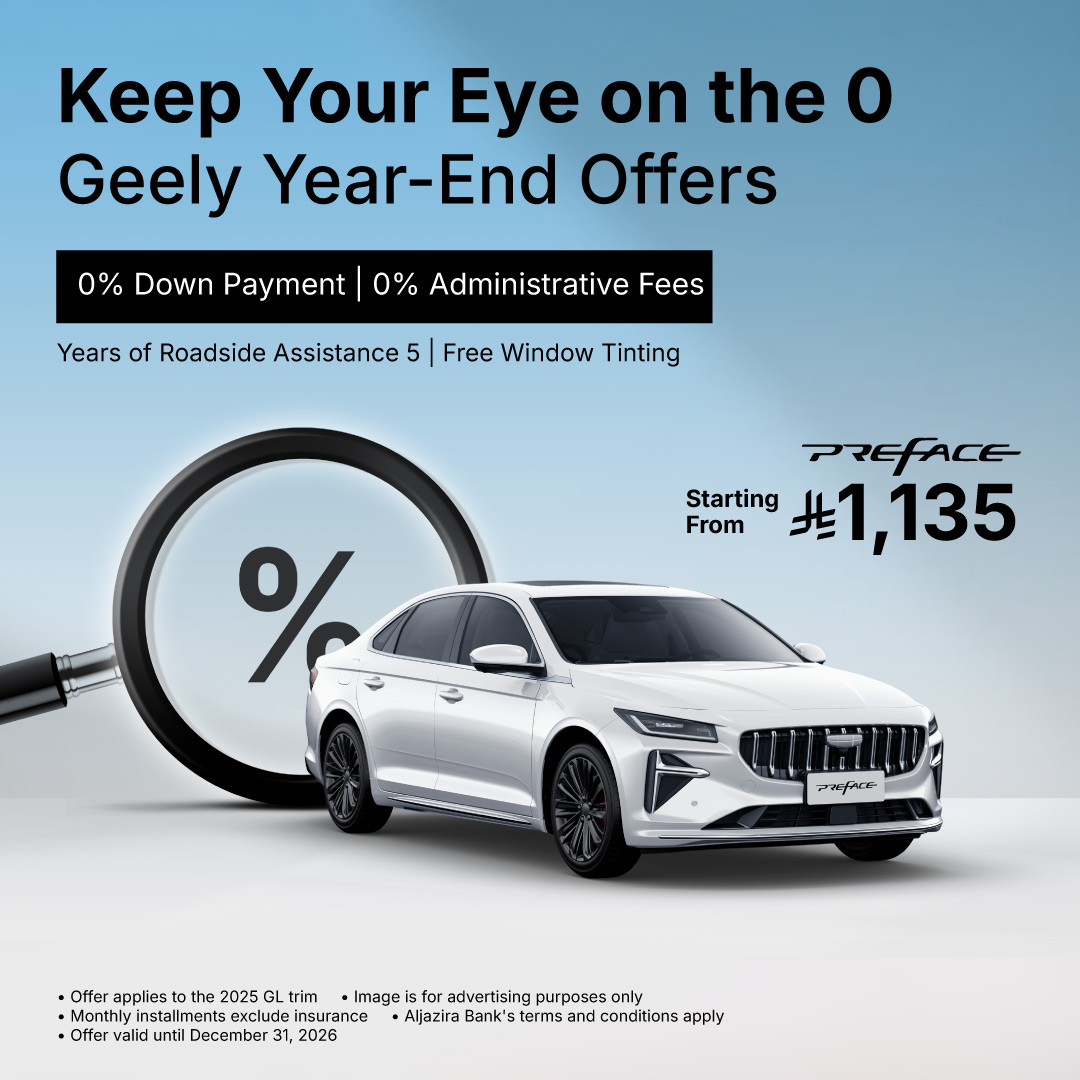 Keep Your Eye on the 0
Geely Year-End Offers
0% Down Payment | 0% Administrative Fees
Years of Roadside Assistance 5 | Free Window Tinting
PREFACE
Starting From ⃁1,135
%
PREFACE
• Offer applies to the 2025 GL trim • Image is for advertising purposes only
• Monthly installments exclude insurance • Aljazira Bank's terms and conditions apply
• Offer valid until December 31, 2026